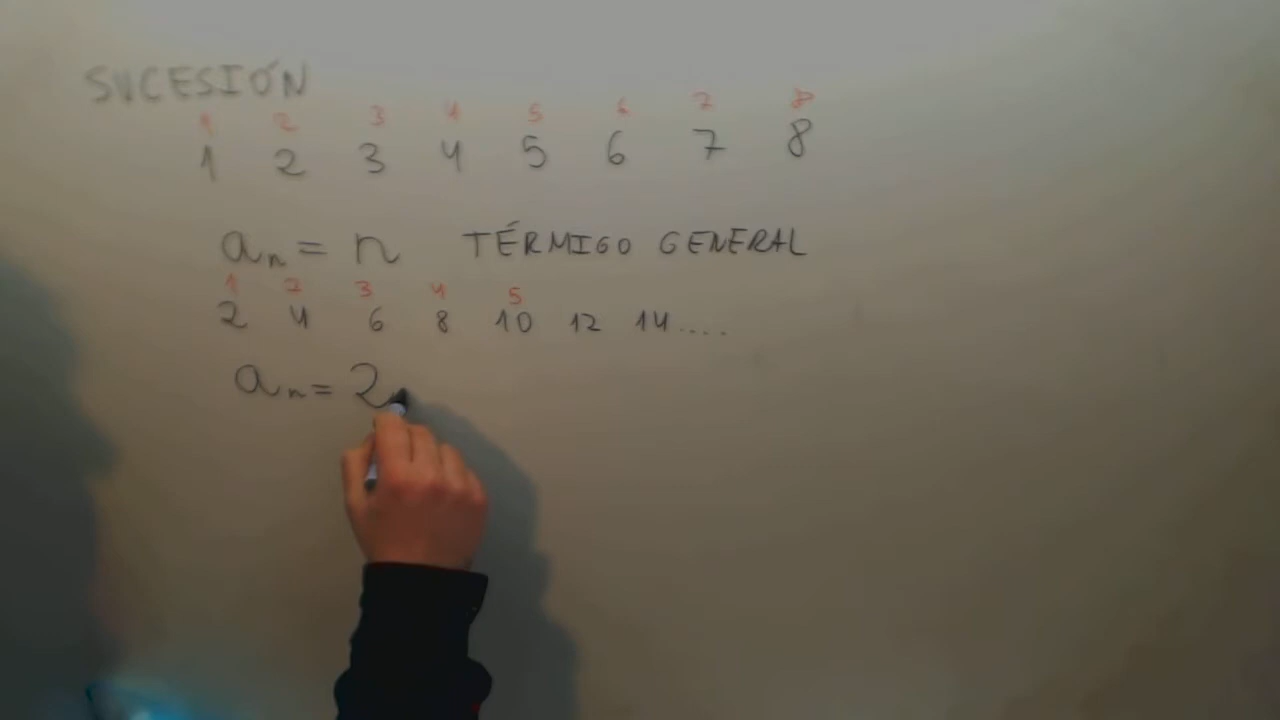 SUCESIÓN
1 2 3 4 5 6 7 8
1 2 3 4 5 6 7 8
an = n TÉRMIGO GENERAL
1 2 3 4 5
2 4 6 8 10 12 14....
an = 2